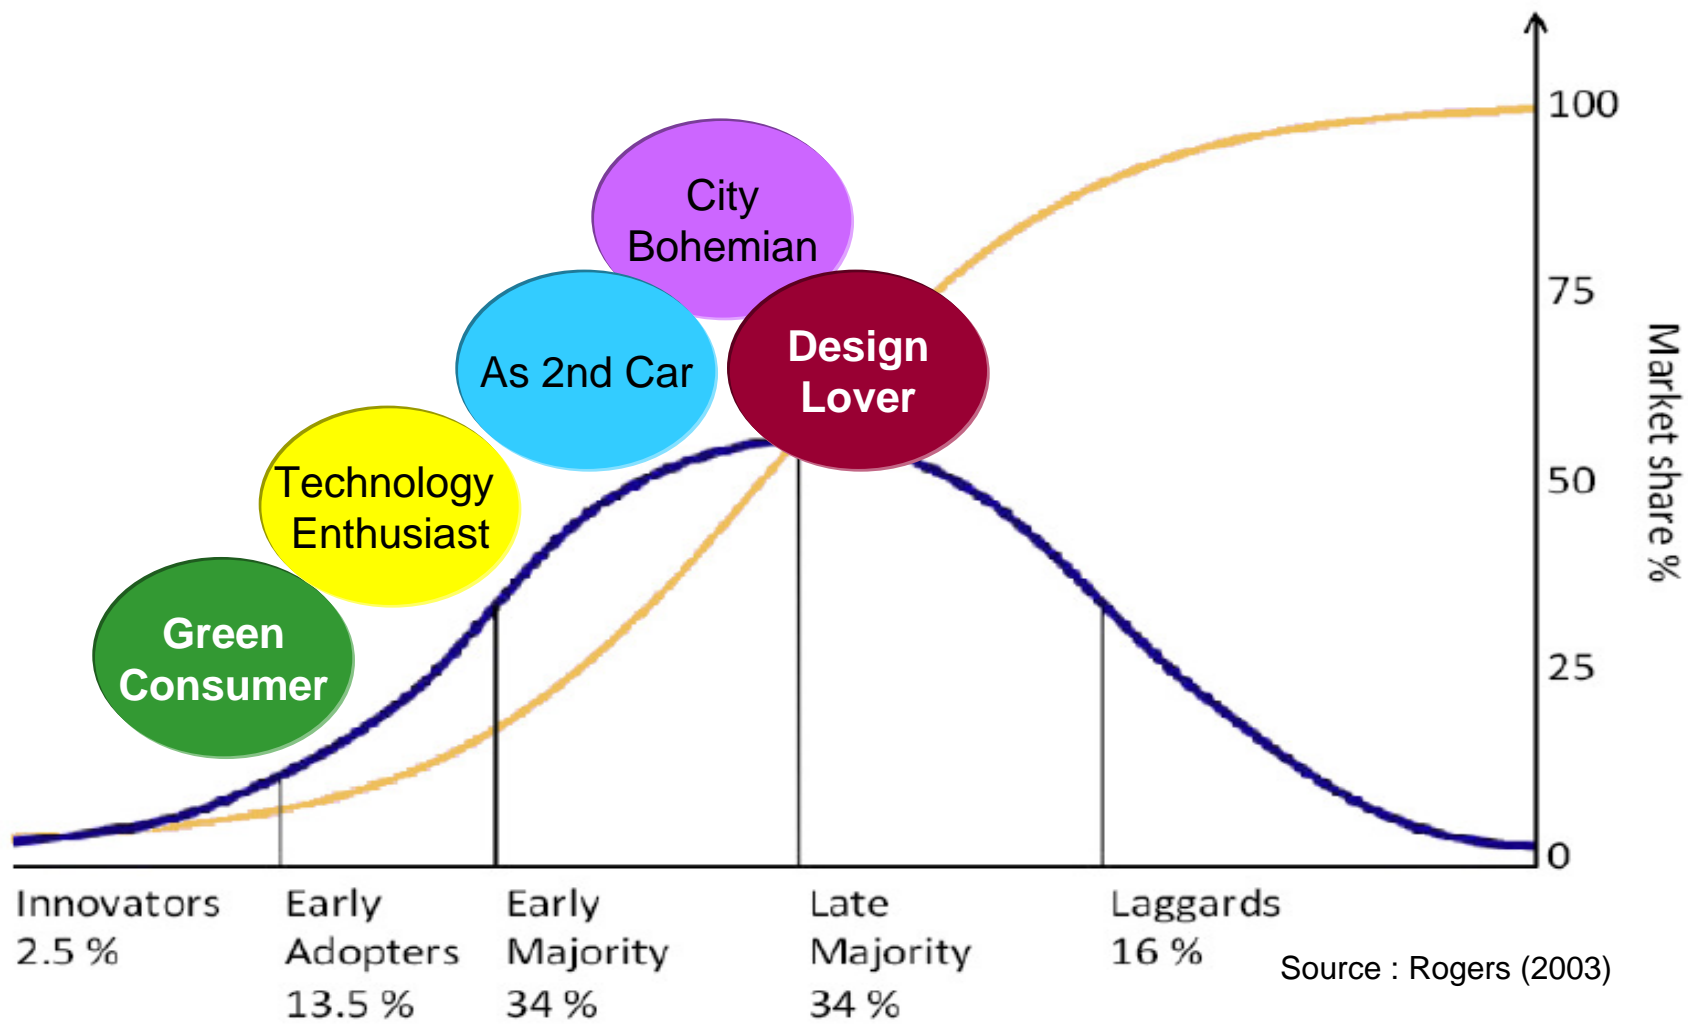 100
City
Bohemian
75
Design
Lover
As 2nd Car
Market share %
Technology
Enthusiast
50
Green
Consumer
25
0
Innovators
2.5 %
Early
Adopters
13.5 %
Early
Majority
34 %
Late
Majority
34 %
Laggards
16 %
Source : Rogers (2003)